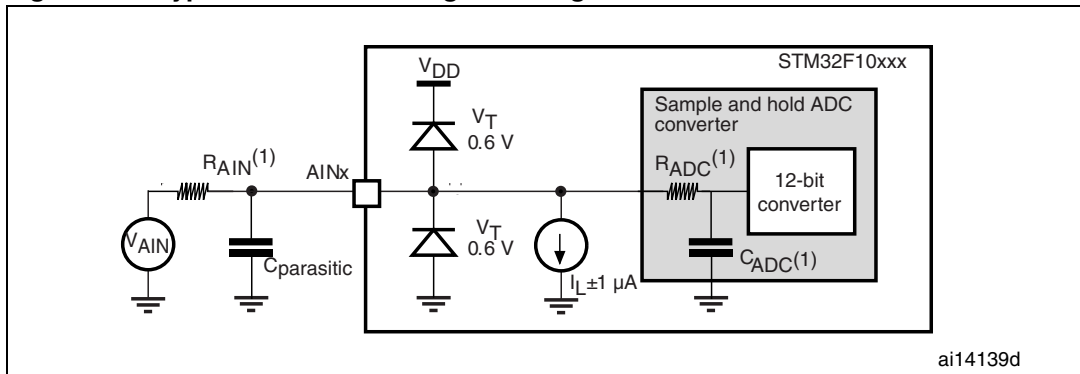 STM32F10xxx
VDD
Sample and hold ADC
converter
VT
0.6 V
RAIN(1)
AINx
RADC(1)
12-bit
converter
VAIN
Cparasitic
VT
0.6 V
IL±1 µA
CADC(1)
ai14139d